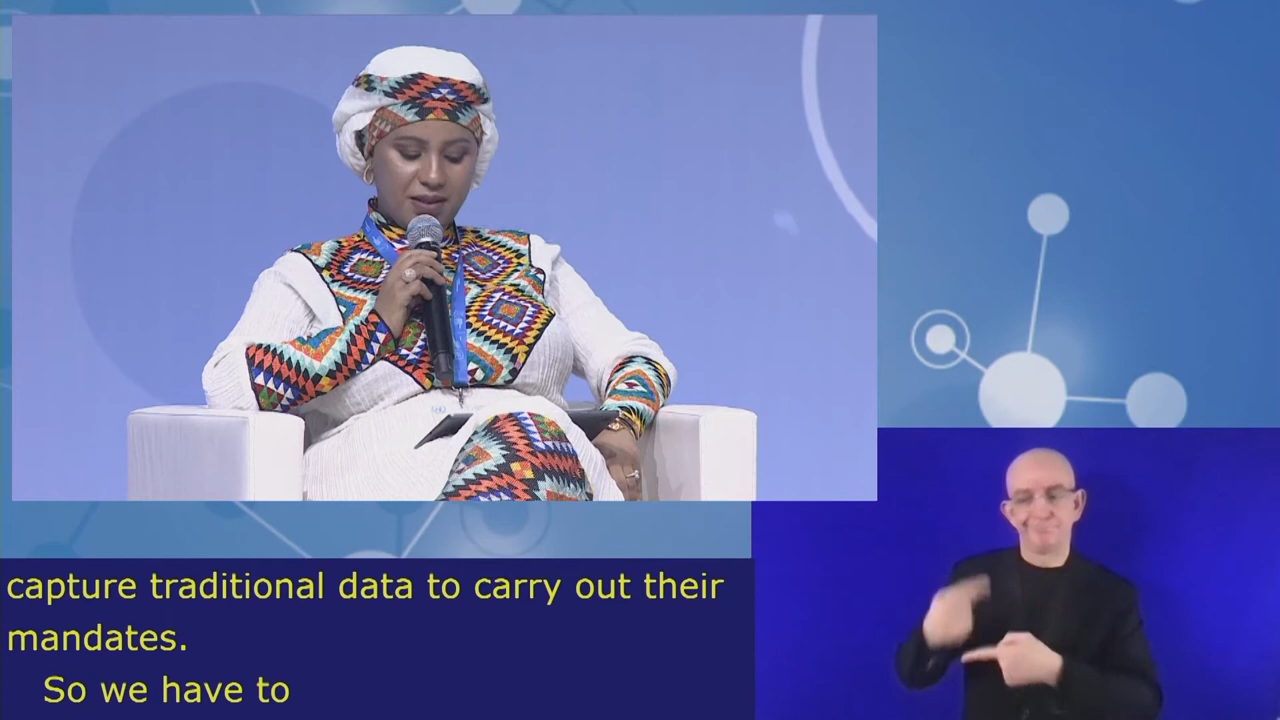 capture traditional data to carry out their
mandates.
So we have to